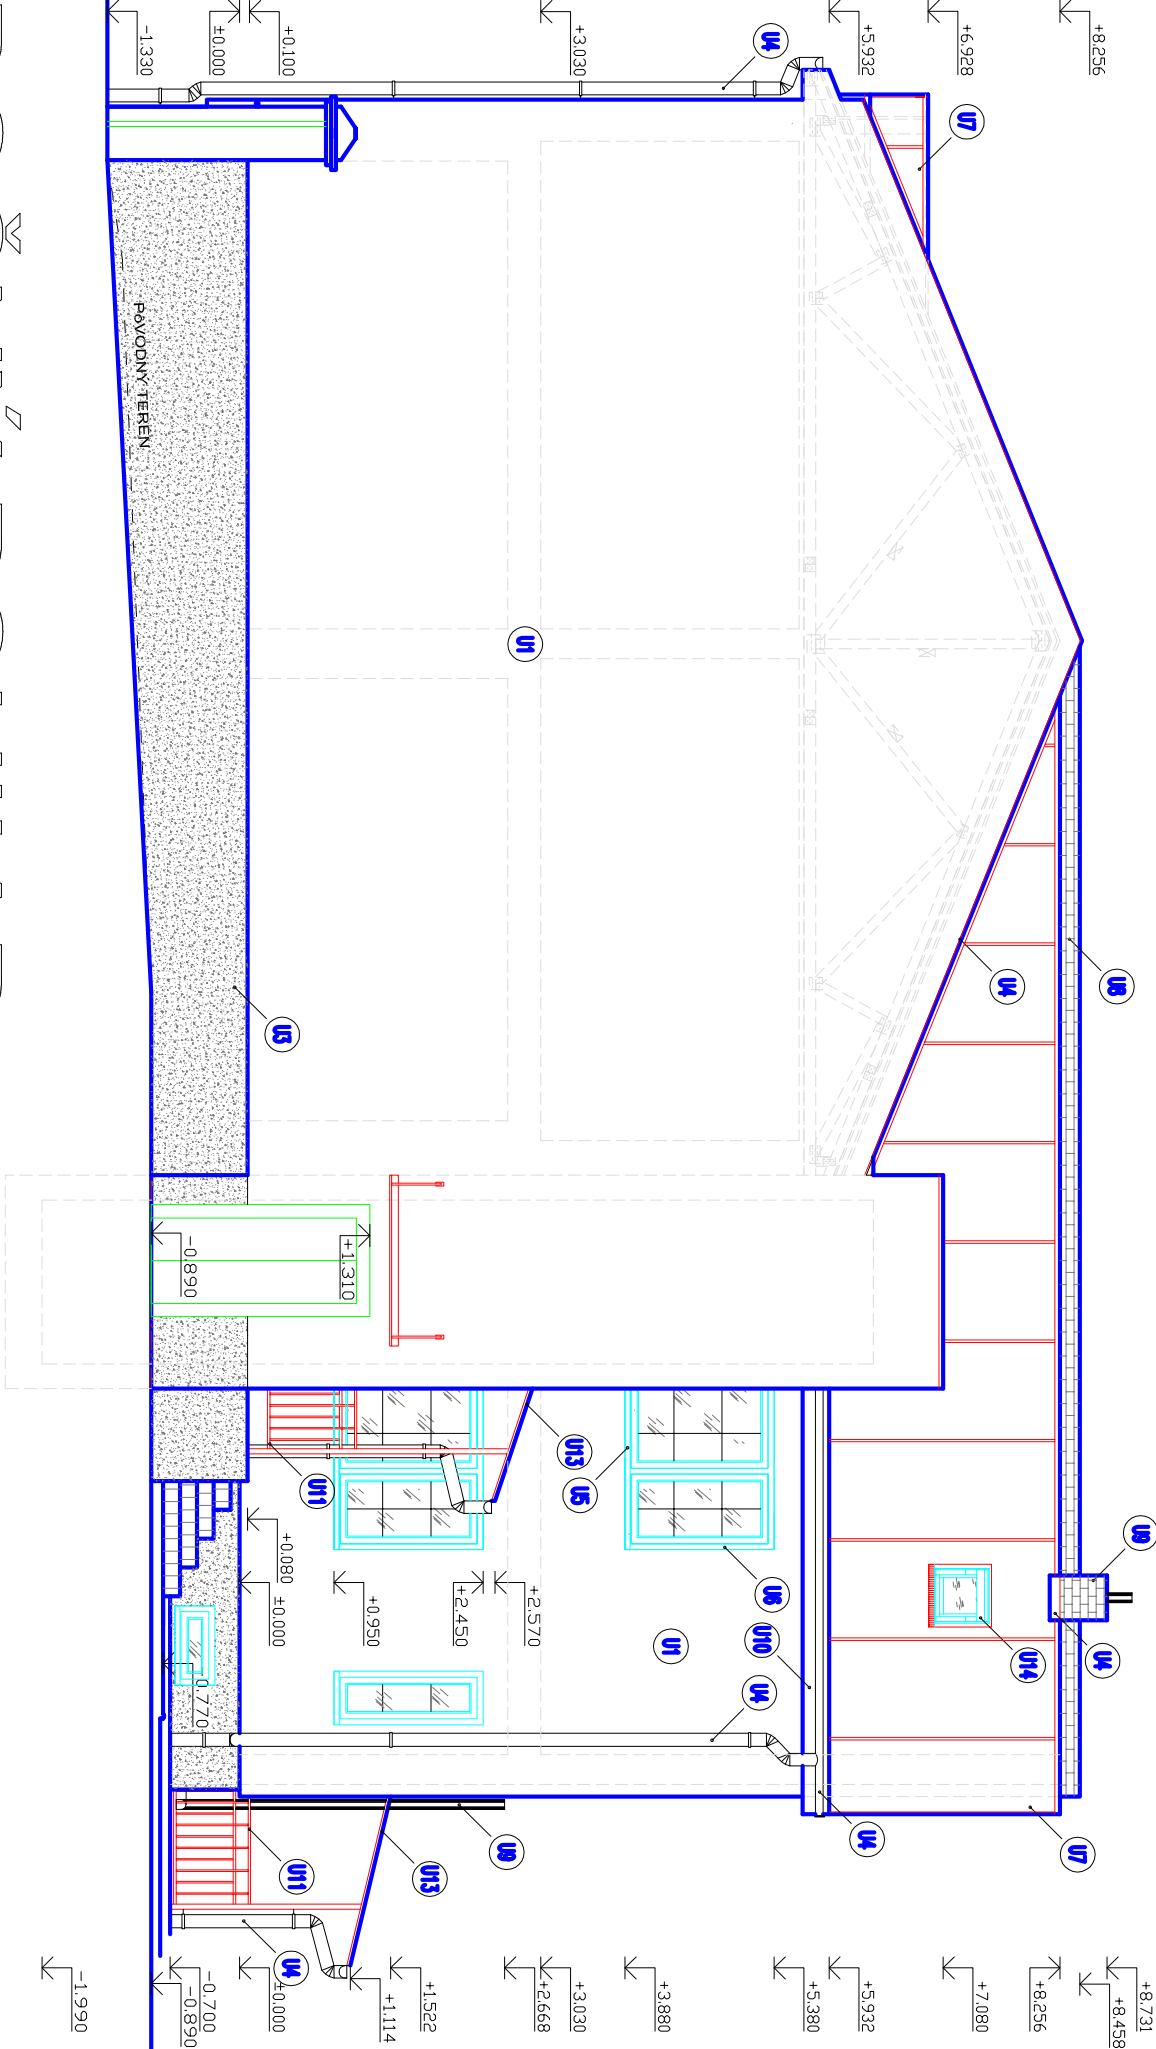 +8.256
+6.928
+5.932
+3.030
+0.100
±0.000
-1.330
U4
U7
PôVODNÝ TERÉN
U1
U8
U4
U3
+1.310
-0.890
U13
U5
U11
U9
U6
U14
U4
U10
U1
U4
+2.570
+2.450
+0.950
±0.000
+0.080
-0.770
U4
U7
U9
U13
U11
U4
+8.731
+8.458
+8.256
+7.080
+5.932
+5.380
+3.880
+3.030
+2.668
+1.522
+1.114
±0.000
-0.700
-0.890
-1.990